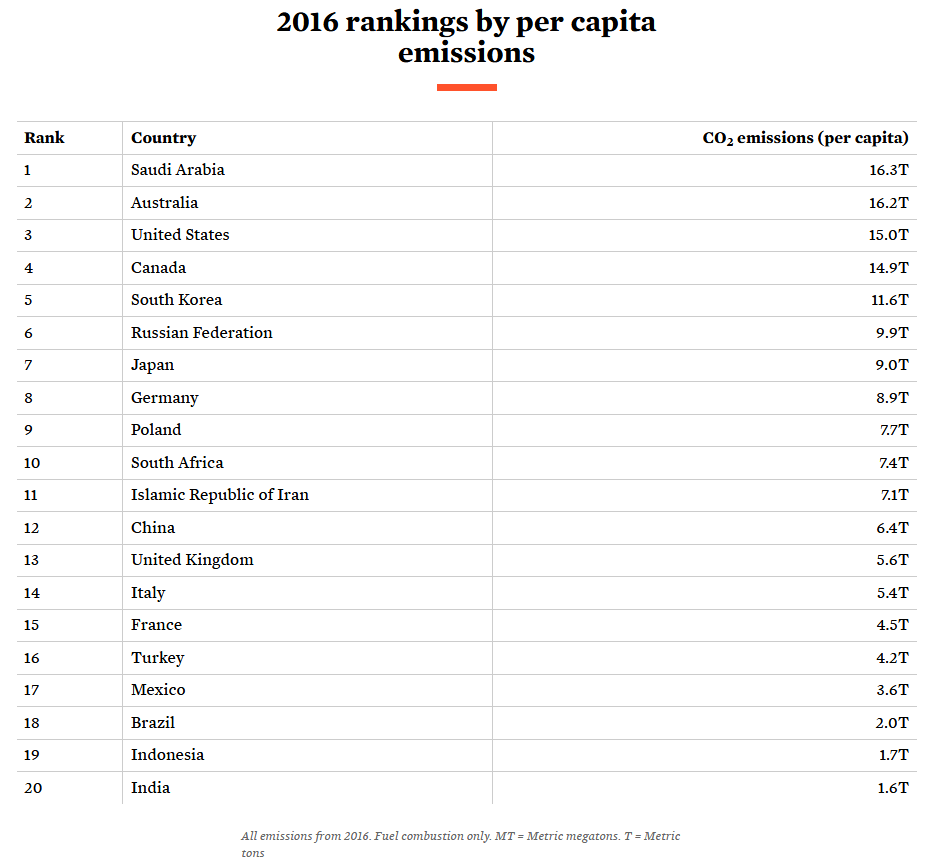 2016 rankings by per capita
emissions
Rank Country CO₂ emissions (per capita)
1 Saudi Arabia 16.3T
2 Australia 16.2T
3 United States 15.0T
4 Canada 14.9T
5 South Korea 11.6T
6 Russian Federation 9.9T
7 Japan 9.0T
8 Germany 8.9T
9 Poland 7.7T
10 South Africa 7.4T
11 Islamic Republic of Iran 7.1T
12 China 6.4T
13 United Kingdom 5.6T
14 Italy 5.4T
15 France 4.5T
16 Turkey 4.2T
17 Mexico 3.6T
18 Brazil 2.0T
19 Indonesia 1.7T
20 India 1.6T
All emissions from 2016. Fuel combustion only. MT = Metric megatons. T = Metric
tons